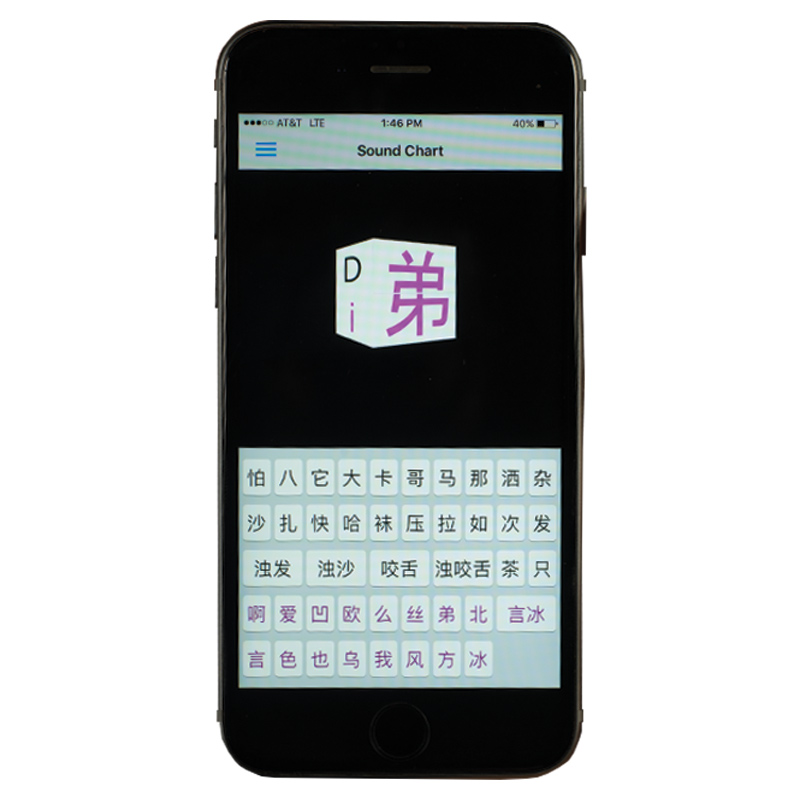 AT&T LTE 1:46 PM 40%
Sound Chart
D 弟
i
怕 八 它 大 卡 哥 马 那 洒 杂
沙 扎 快 哈 袜 压 拉 如 次 发
浊发 浊沙 咬舌 浊咬舌 茶 只
啊 爱 凹 欧 么 丝 弟 北 言冰
言 色 也 乌 我 风 方 冰